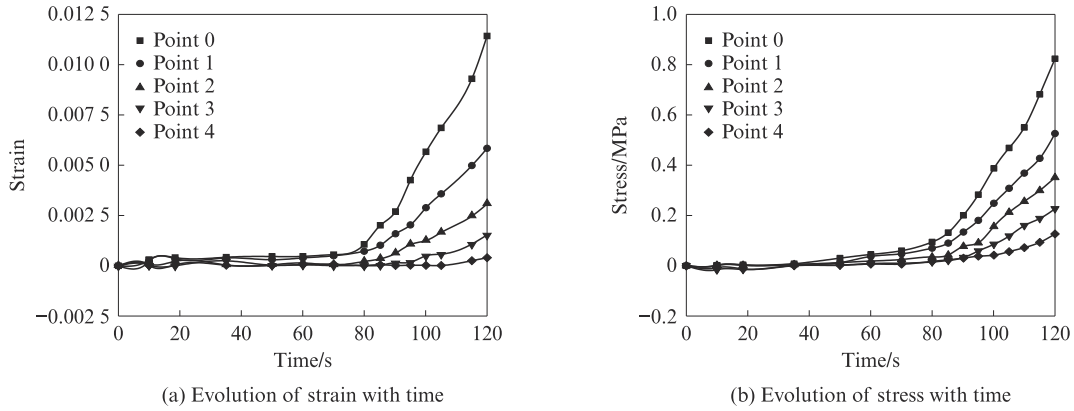 0.012 5
0.010 0
0.007 5
0.005 0
0.002 5
0
−0.002 5
Strain
Point 0
Point 1
Point 2
Point 3
Point 4
0 20 40 60 80 100 120
Time/s
(a) Evolution of strain with time
1.0
0.8
0.6
0.4
0.2
0
−0.2
Stress/MPa
Point 0
Point 1
Point 2
Point 3
Point 4
0 20 40 60 80 100 120
Time/s
(b) Evolution of stress with time